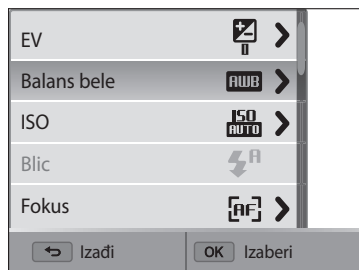 EV
Balans bele AWB
ISO ISO AUTO
Blic A
Fokus AF
Izađi OK Izaberi